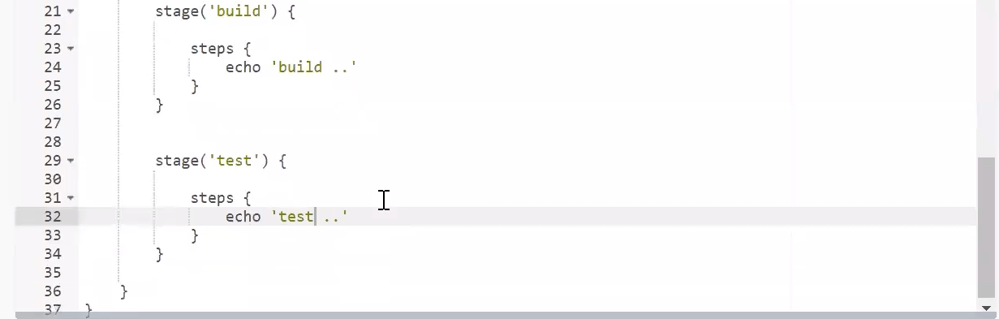 21 stage('build') {
22
23 steps {
24 echo 'build ..'
25 }
26 }
27
28
29 stage('test') {
30
31 steps {
32 echo 'test ..'
33 }
34 }
35
36 }
37 }